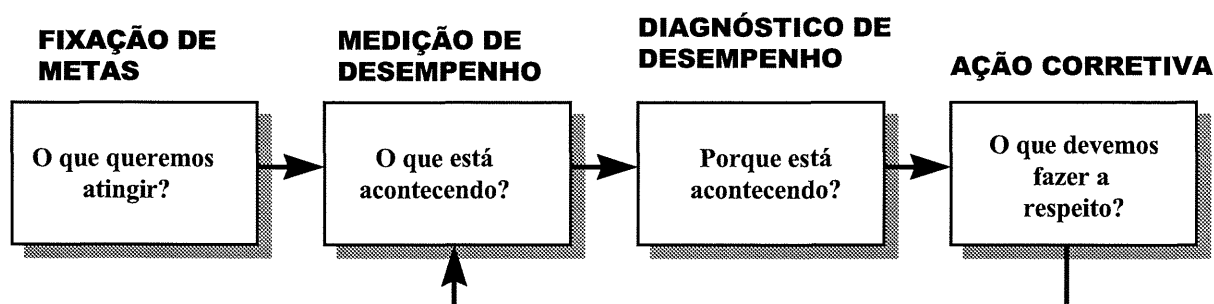 FIXAÇÃO DE
METAS
MEDIÇÃO DE
DESEMPENHO
DIAGNÓSTICO DE
DESEMPENHO
AÇÃO CORRETIVA
O que queremos
atingir?
O que está
acontecendo?
Porque está
acontecendo?
O que devemos
fazer a
respeito?